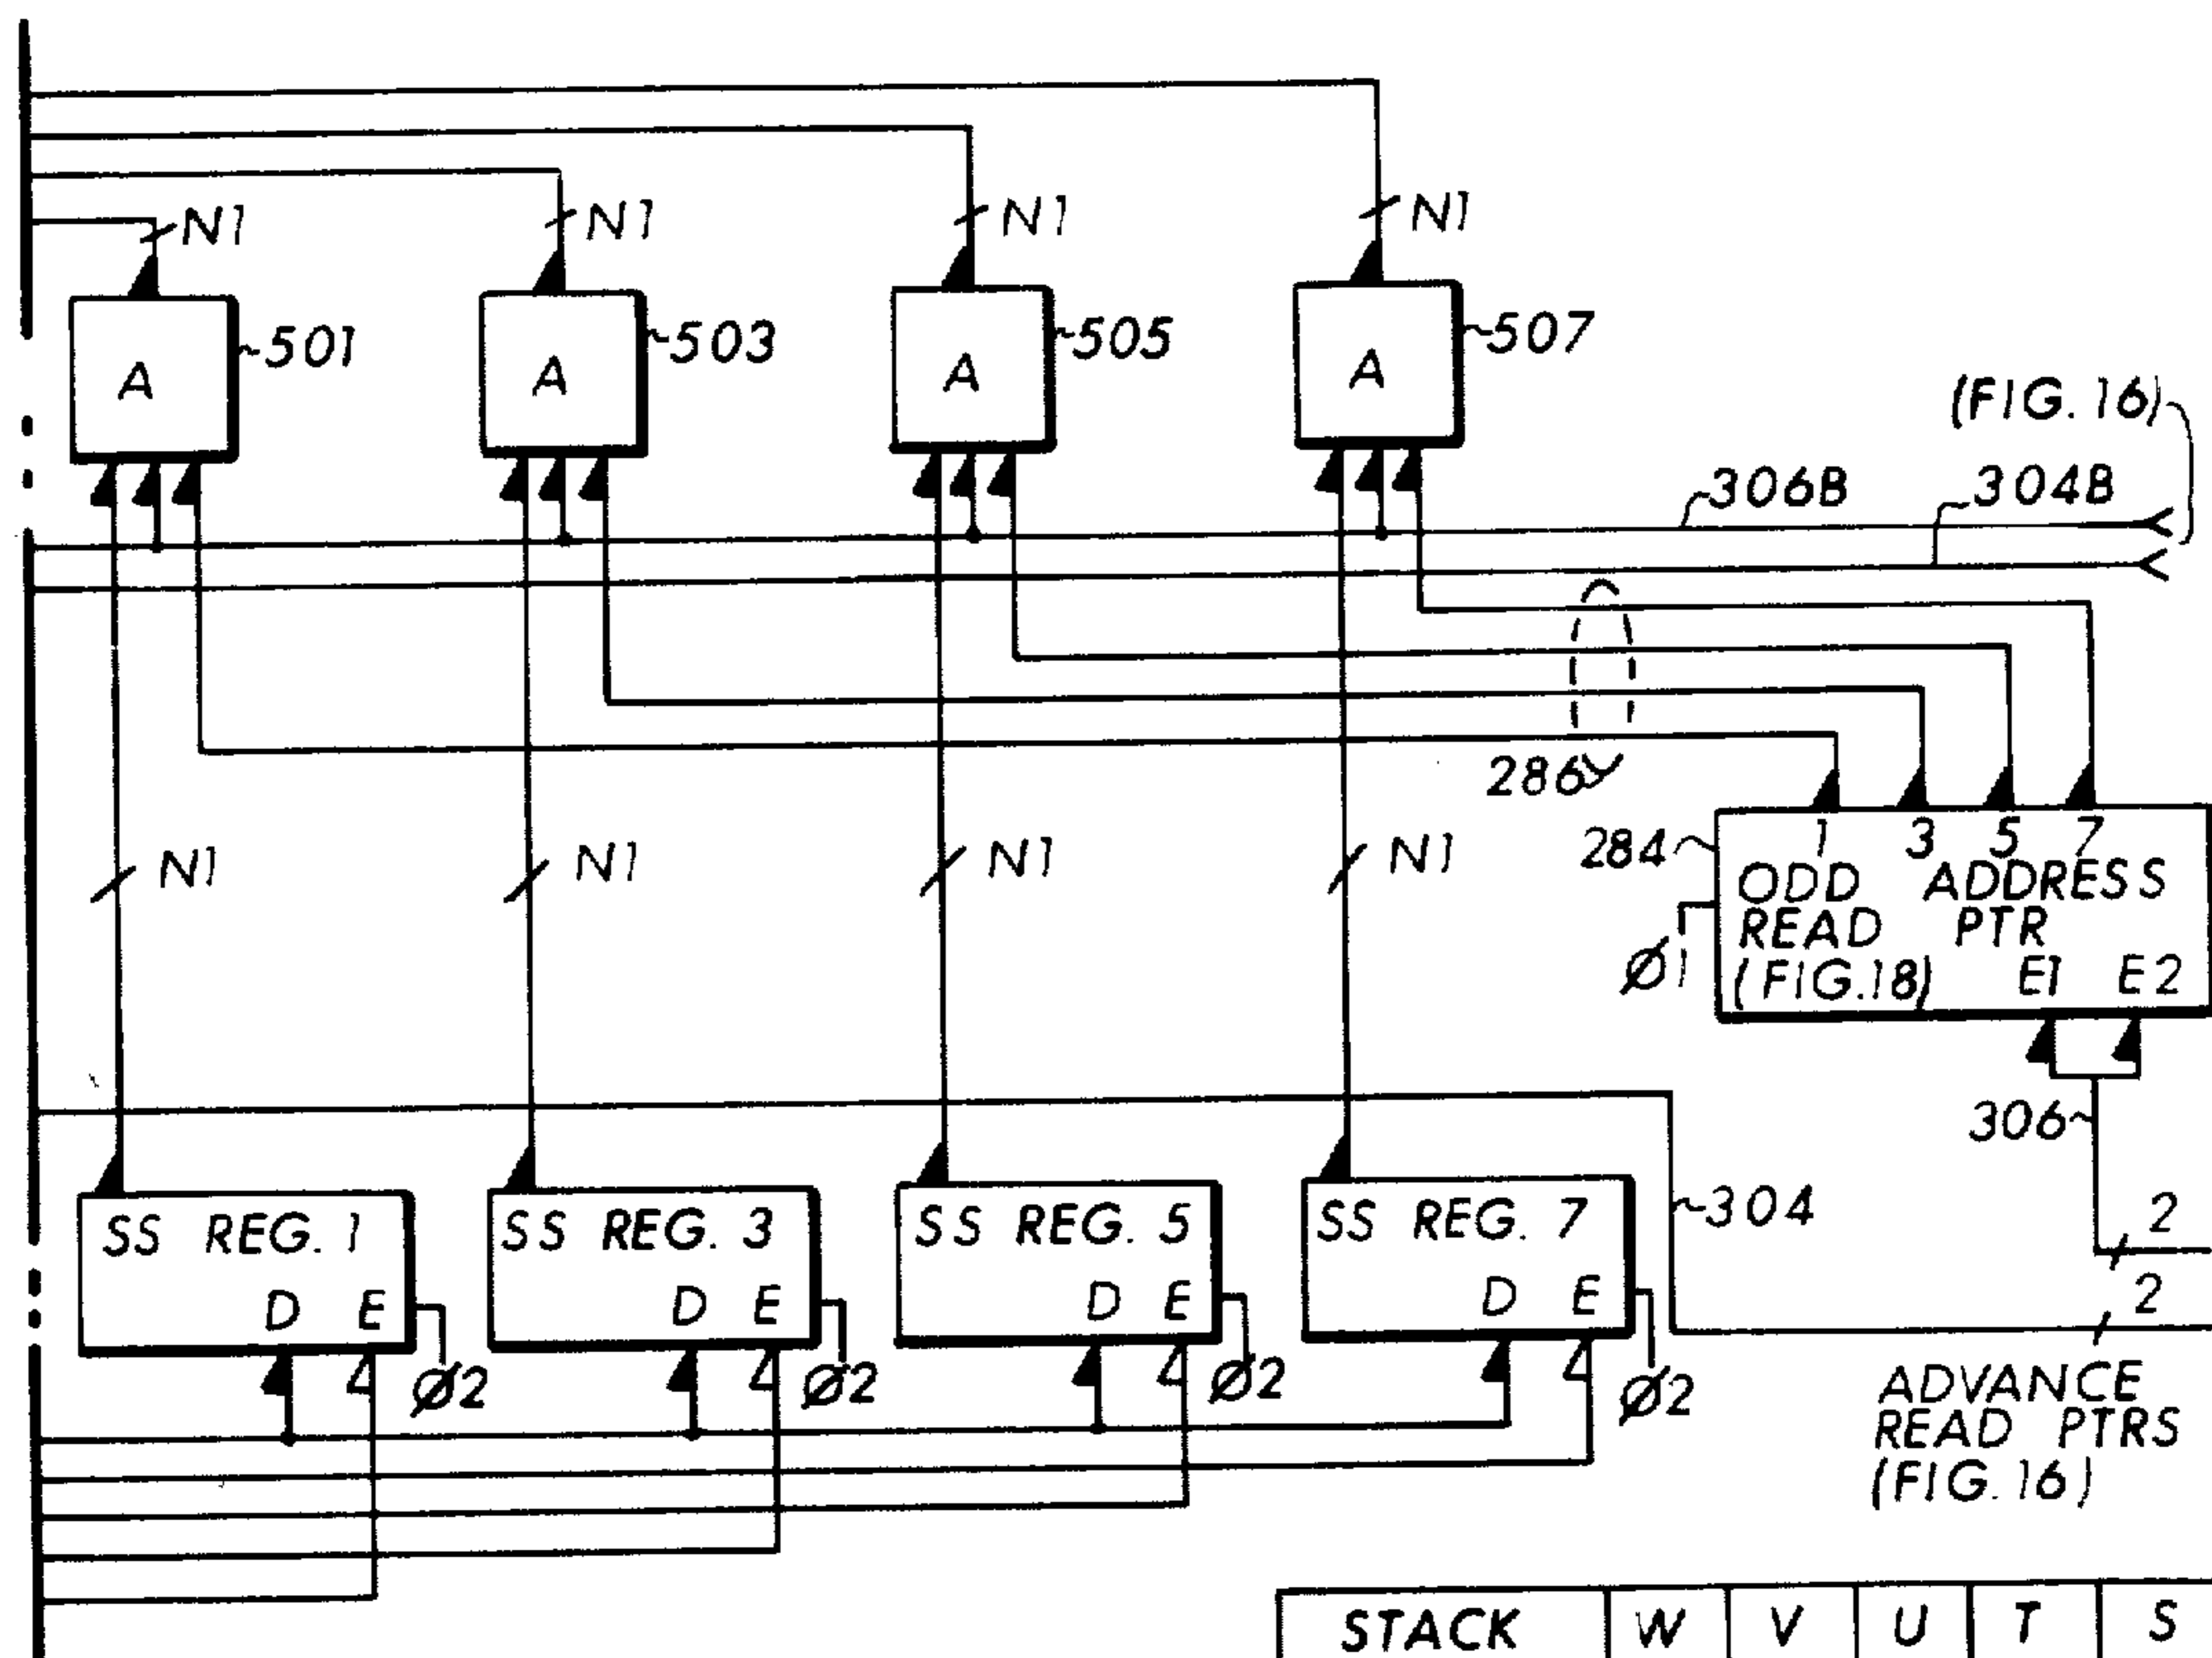 N1 N1 N1 N1
A 501 A 503 A 505 A 507
(FIG. 16)
306B 304B
286
284 1 3 5 7
ODD ADDRESS
READ PTR
(FIG.18) E1 E2
Ø1
N1 N1 N1 N1
306
304
2
2
SS REG. 1 SS REG. 3 SS REG. 5 SS REG. 7
D E D E D E D E
Ø2 Ø2 Ø2 Ø2
ADVANCE
READ PTRS
(FIG. 16)
STACK W V U T S